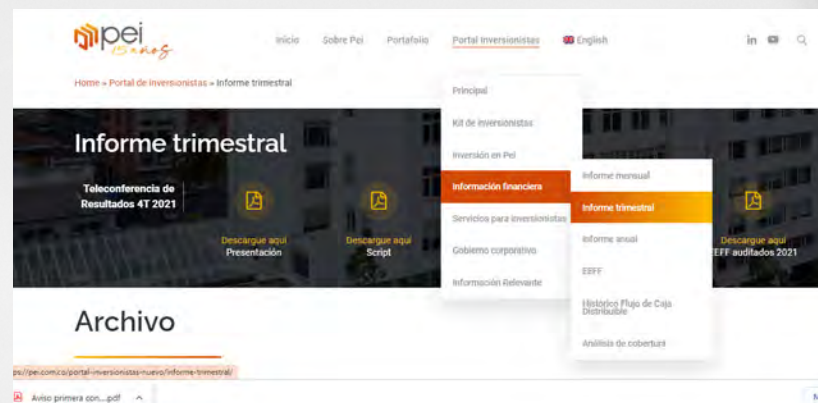 pei
15 años
Inicio
Sobre Pei
Portafolio
Portal Inversionistas
English
in
Home » Portal de Inversionistas » Informe trimestral
Principal
Kit de inversionistas
Inversión en Pei
Información financiera
Servicios para inversionistas
Gobierno corporativo
Información Relevante
Informe mensual
Informe trimestral
Informe anual
EEFF
Histórico Flujo de Caja
Distribuible
Análisis de cobertura
Informe trimestral
Teleconferencia de
Resultados 4T 2021
Descargue aquí
Presentación
Descargue aquí
Script
Descargue aquí
EEFF auditados 2021
Archivo
ps://pei.com.co/portal-inversionistas-nuevo/informe-trimestral/
Aviso primera con....pdf